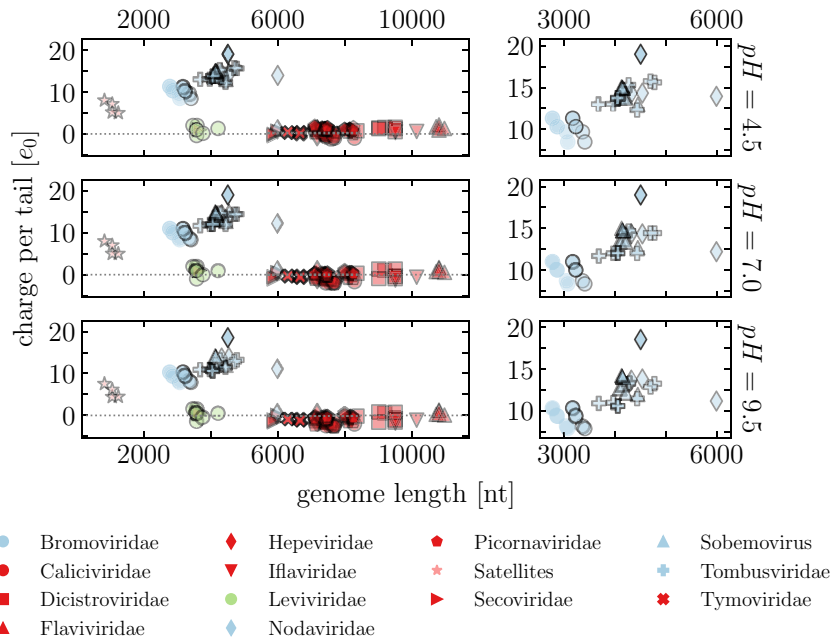 2000 6000 10000 3000 6000
20 10 0 20 15 10 pH = 4.5
20 10 0 20 15 10 pH = 7.0
20 10 0 20 15 10 pH = 9.5
charge per tail [e0]
2000 6000 10000 3000 6000
genome length [nt]
Bromoviridae Hepeviridae Picornaviridae Sobemovirus
Caliciviridae Iflaviridae Satellites Tombusviridae
Dicistroviridae Leviviridae Secoviridae Tymoviridae
Flaviviridae Nodaviridae